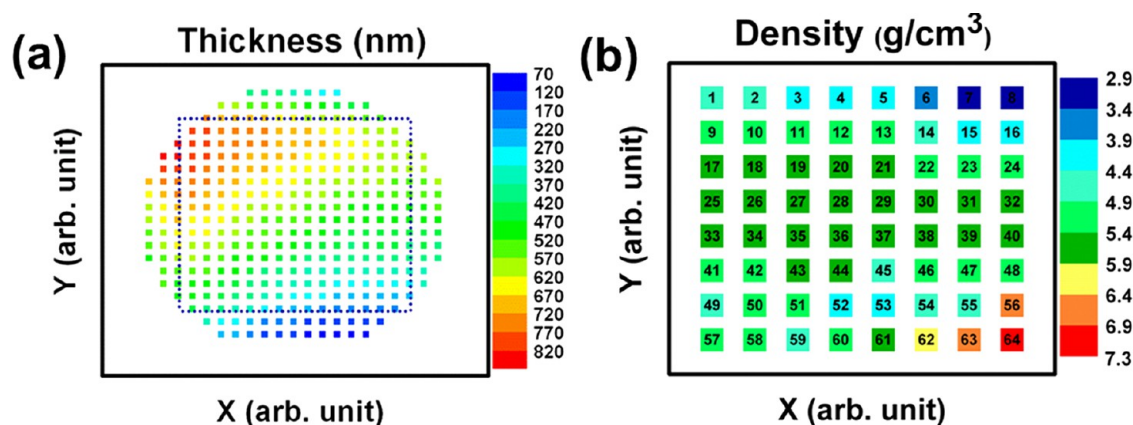 (a)
Thickness (nm)
70
120
170
220
270
320
370
420
470
520
570
620
670
720
770
820
Y (arb. unit)
X (arb. unit)
(b)
Density (g/cm³)
2.9
3.4
3.9
4.4
4.9
5.4
5.9
6.4
6.9
7.3
1 2 3 4 5 6 7 8
9 10 11 12 13 14 15 16
17 18 19 20 21 22 23 24
25 26 27 28 29 30 31 32
33 34 35 36 37 38 39 40
41 42 43 44 45 46 47 48
49 50 51 52 53 54 55 56
57 58 59 60 61 62 63 64
Y (arb. unit)
X (arb. unit)